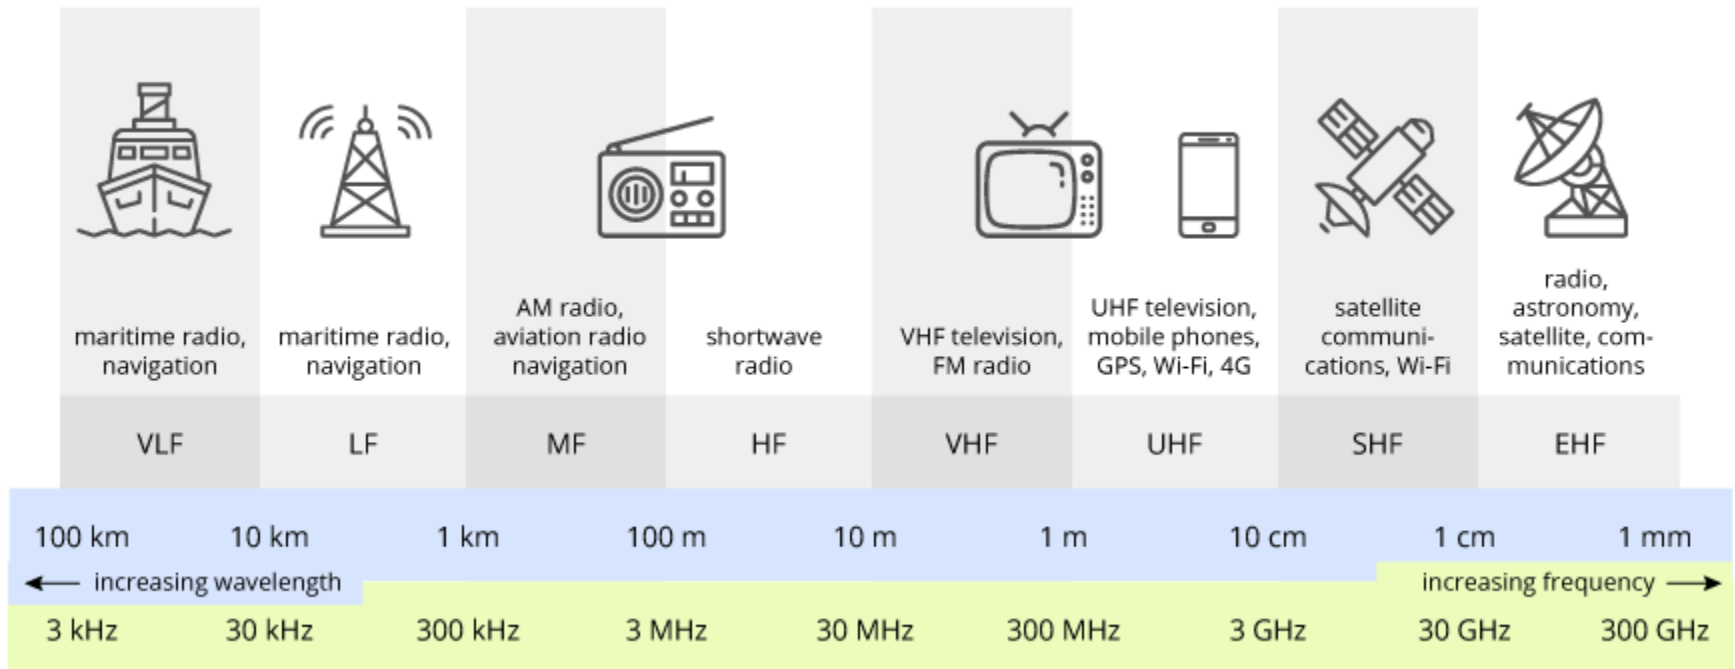 maritime radio,
navigation
maritime radio,
navigation
AM radio,
aviation radio
navigation
shortwave
radio
VHF television,
FM radio
UHF television,
mobile phones,
GPS, Wi-Fi, 4G
satellite
communi-
cations, Wi-Fi
radio,
astronomy,
satellite, com-
munications
VLF LF MF HF VHF UHF SHF EHF
100 km 10 km 1 km 100 m 10 m 1 m 10 cm 1 cm 1 mm
increasing wavelength increasing frequency
3 kHz 30 kHz 300 kHz 3 MHz 30 MHz 300 MHz 3 GHz 30 GHz 300 GHz